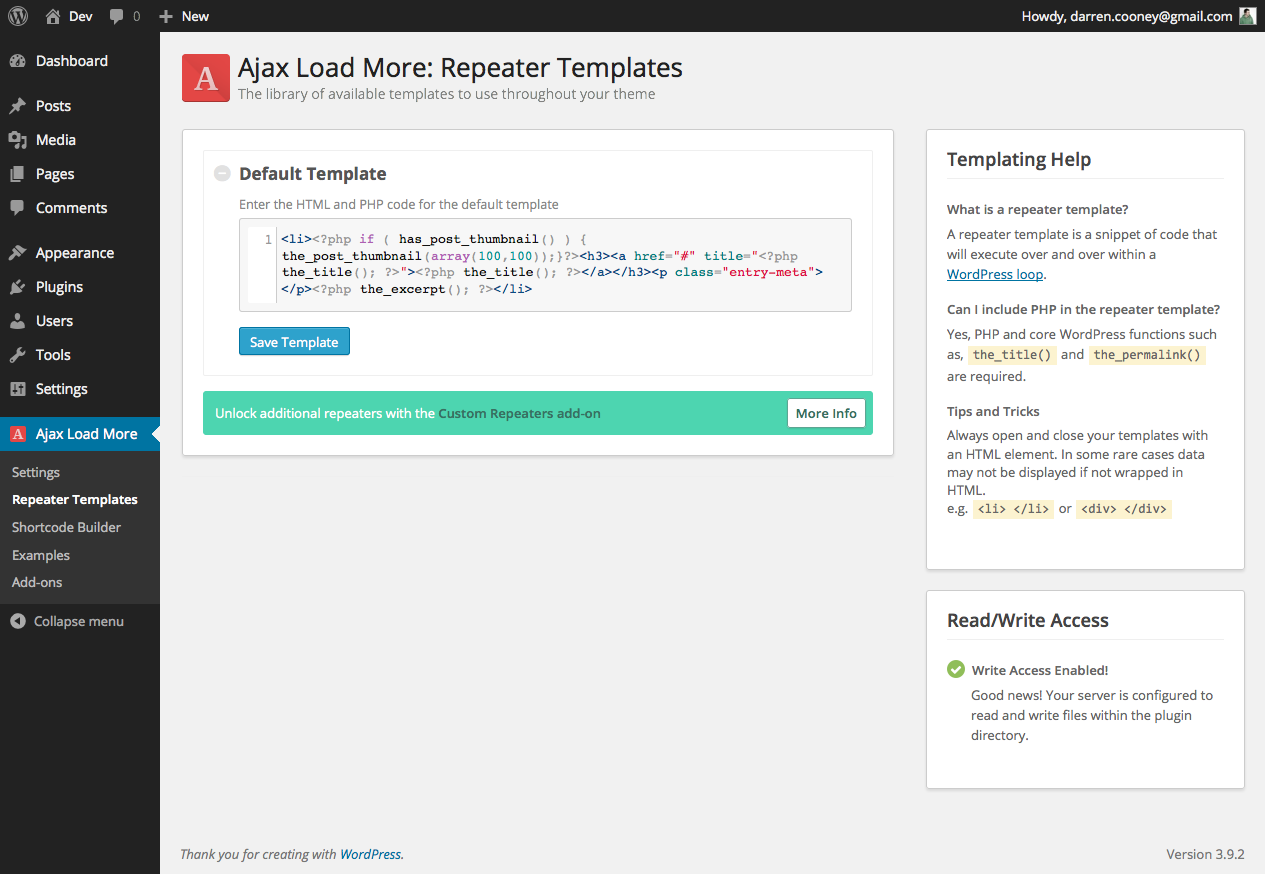 Dev 0 New Howdy, darren.cooney@gmail.com
Dashboard
Posts
Media
Pages
Comments
Appearance
Plugins
Users
Tools
Settings
A Ajax Load More
Settings
Repeater Templates
Shortcode Builder
Examples
Add-ons
Collapse menu
A
Ajax Load More: Repeater Templates
The library of available templates to use throughout your theme
Default Template
Enter the HTML and PHP code for the default template
1 <li><?php if ( has_post_thumbnail() ) {
the_post_thumbnail(array(100,100));}?><h3><a href="#" title="<?php
the_title(); ?>"><?php the_title(); ?></a></h3><p class="entry-meta">
</p><?php the_excerpt(); ?></li>
Save Template
Unlock additional repeaters with the Custom Repeaters add-on
More Info
Templating Help
What is a repeater template?
A repeater template is a snippet of code that
will execute over and over within a
WordPress loop.
Can I include PHP in the repeater template?
Yes, PHP and core WordPress functions such
as, the_title() and the_permalink()
are required.
Tips and Tricks
Always open and close your templates with
an HTML element. In some rare cases data
may not be displayed if not wrapped in
HTML.
e.g. <li> </li> or <div> </div>
Read/Write Access
Write Access Enabled!
Good news! Your server is configured to
read and write files within the plugin
directory.
Thank you for creating with WordPress.
Version 3.9.2